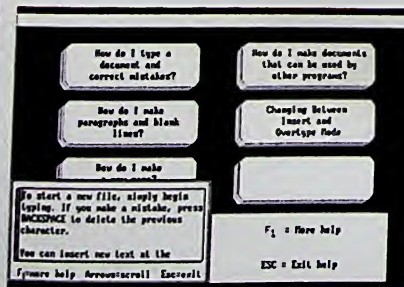 How do I type a
document and
correct mistakes?
How do I make documents
that can be used by
other programs?
How do I make
paragraphs and blank
lines?
Changing Between
Insert and
Overtype Mode
How do I make
To start a new file, simply begin
typing. If you make a mistake, press
BACKSPACE to delete the previous
character.
You can insert new text at the
F1=more help Arrows=scroll Esc=exit
F1 = More help
ESC = Exit help